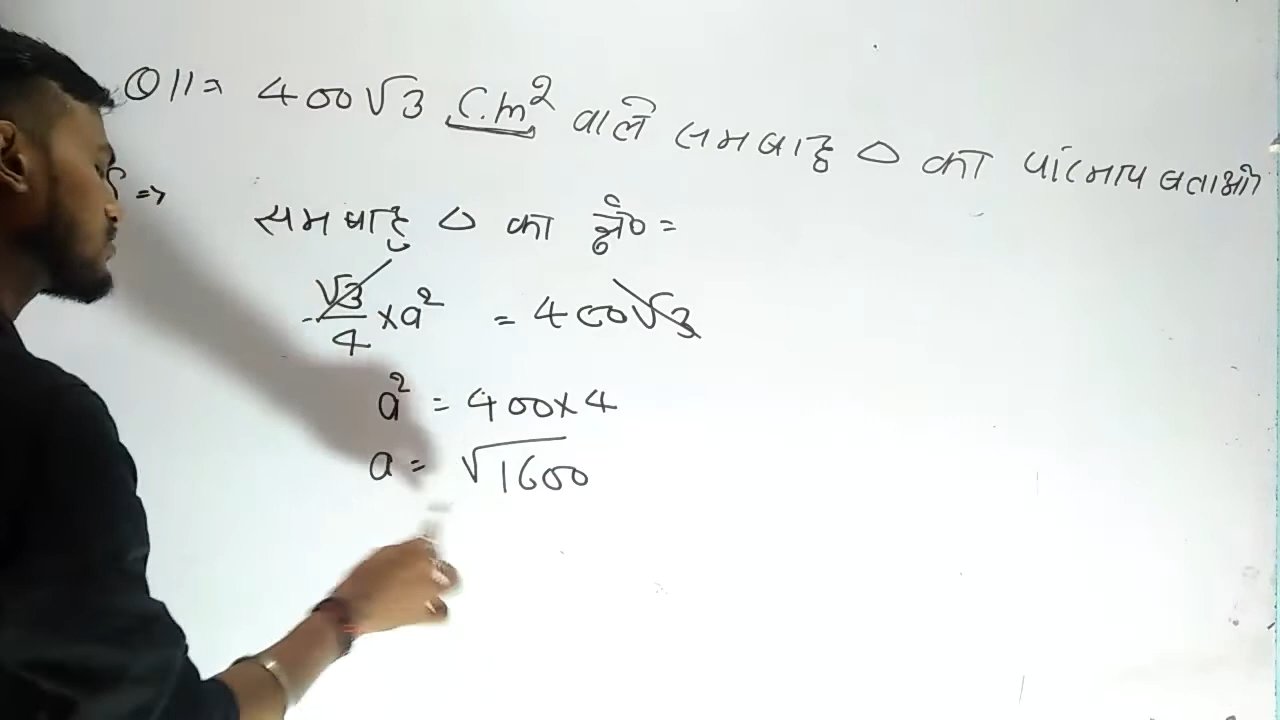 Q11⇒ 400√3 C.m² वाले समबाहु △ का परिमाप बताओ
S ⇒
समबाहु △ का क्षे० =
√3/4 × a² = 400√3
a² = 400×4
a = √1600